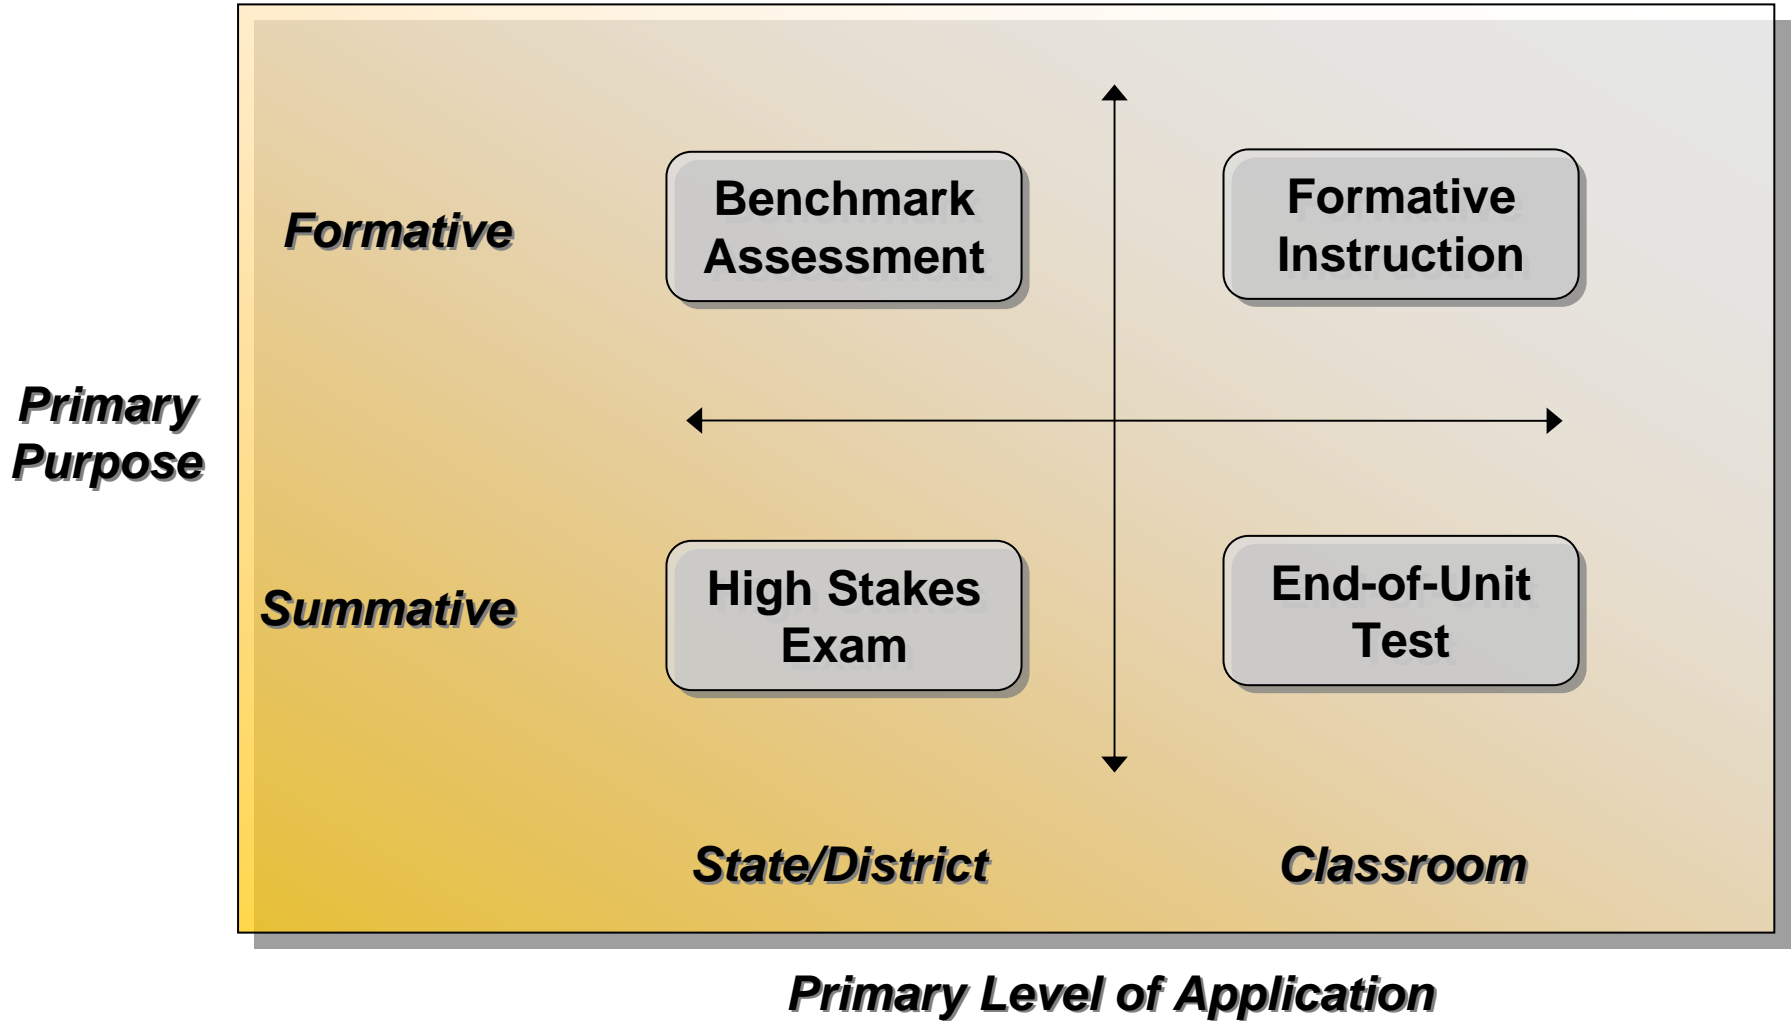 Benchmark
Assessment
Formative
Instruction
Formative
Primary
Purpose
High Stakes
Exam
End-of-Unit
Test
Summative
State/District
Classroom
Primary Level of Application